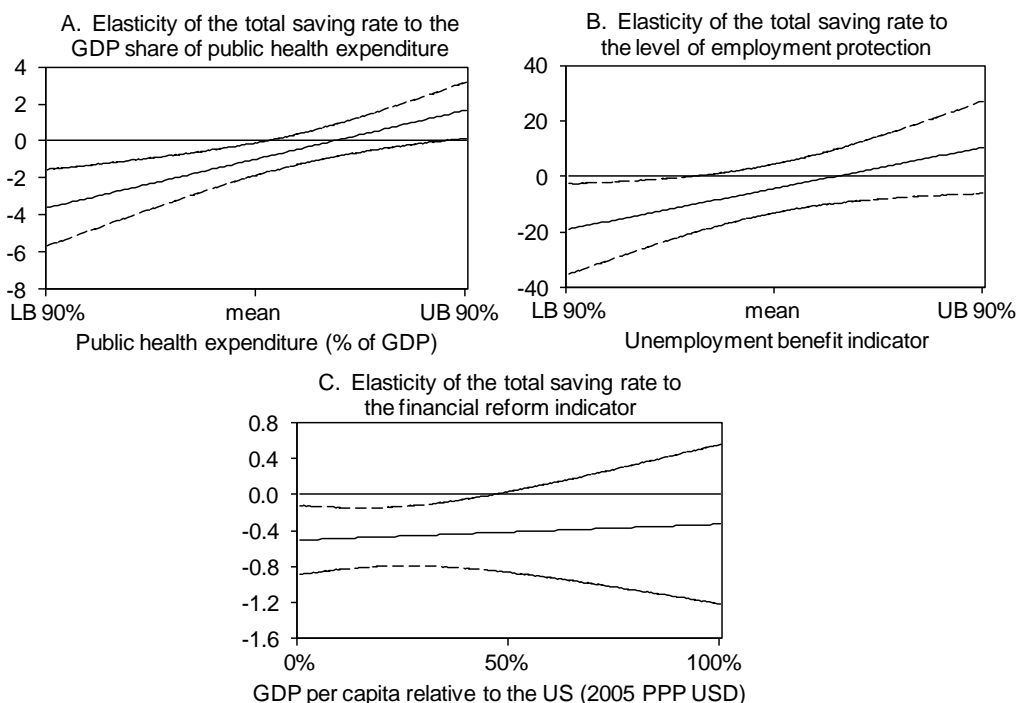 A. Elasticity of the total saving rate to the
GDP share of public health expenditure
4
2
0
-2
-4
-6
-8
LB 90% mean UB 90%
Public health expenditure (% of GDP)
B. Elasticity of the total saving rate to
the level of employment protection
40
20
0
-20
-40
LB 90% mean UB 90%
Unemployment benefit indicator
C. Elasticity of the total saving rate to
the financial reform indicator
0.8
0.4
0.0
-0.4
-0.8
-1.2
-1.6
0% 50% 100%
GDP per capita relative to the US (2005 PPP USD)